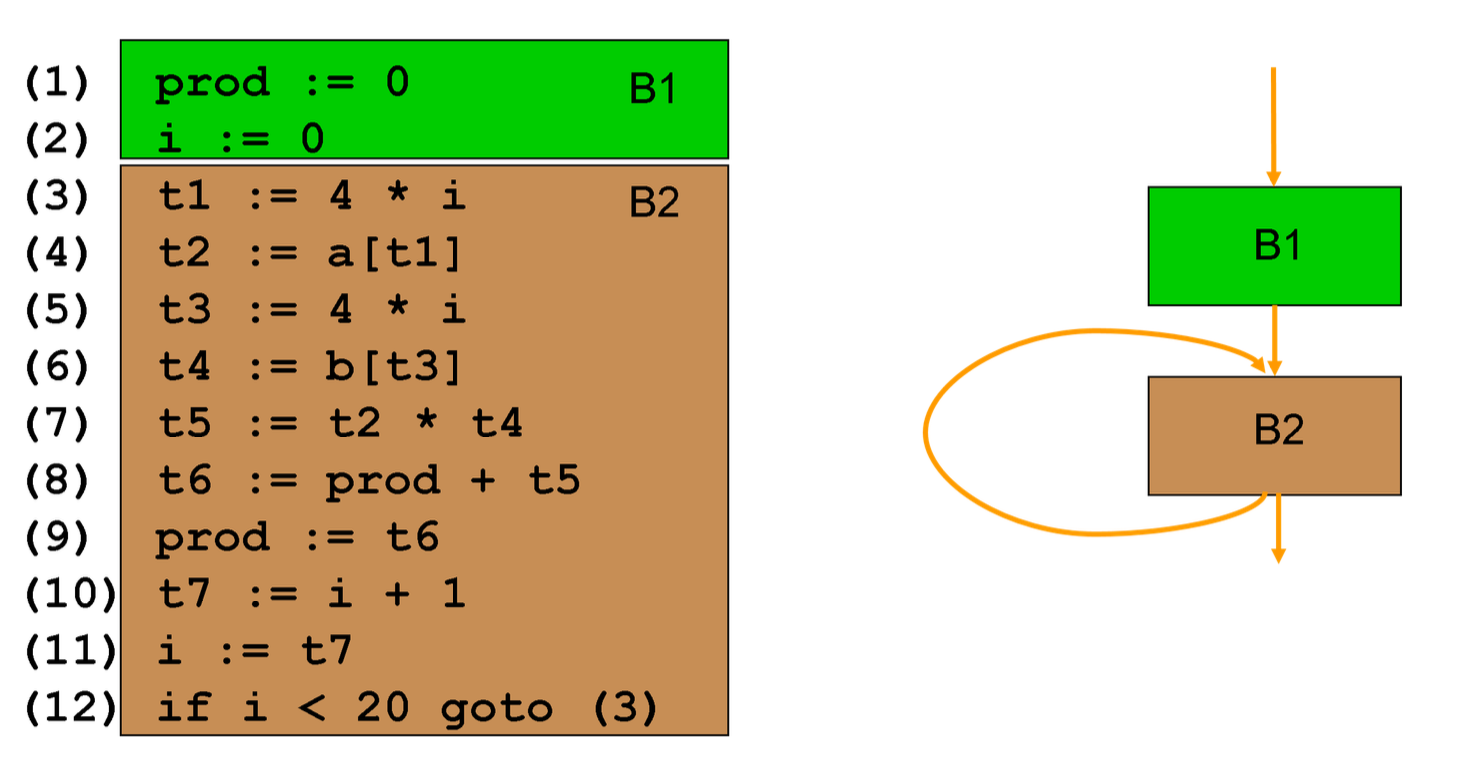 (1) prod := 0 B1
(2) i := 0
(3) t1 := 4 * i B2
(4) t2 := a[t1]
(5) t3 := 4 * i
(6) t4 := b[t3]
(7) t5 := t2 * t4
(8) t6 := prod + t5
(9) prod := t6
(10) t7 := i + 1
(11) i := t7
(12) if i < 20 goto (3)
B1
B2